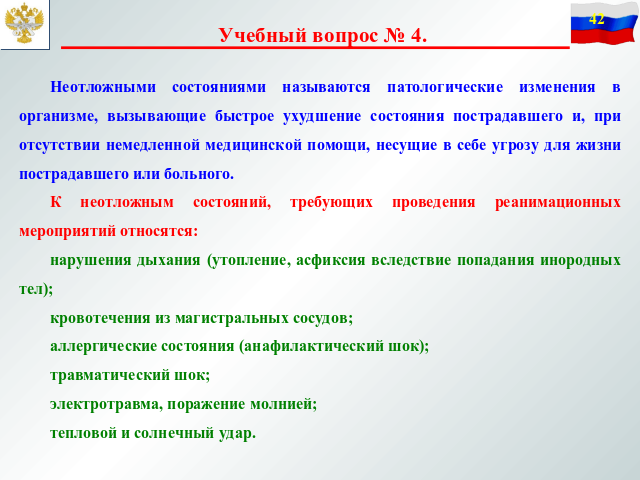 Учебный вопрос № 4.
42
Неотложными состояниями называются патологические изменения в
организме, вызывающие быстрое ухудшение состояния пострадавшего и, при
отсутствии немедленной медицинской помощи, несущие в себе угрозу для жизни
пострадавшего или больного.
К неотложным состояний, требующих проведения реанимационных
мероприятий относятся:
нарушения дыхания (утопление, асфиксия вследствие попадания инородных
тел);
кровотечения из магистральных сосудов;
аллергические состояния (анафилактический шок);
травматический шок;
электротравма, поражение молнией;
тепловой и солнечный удар.